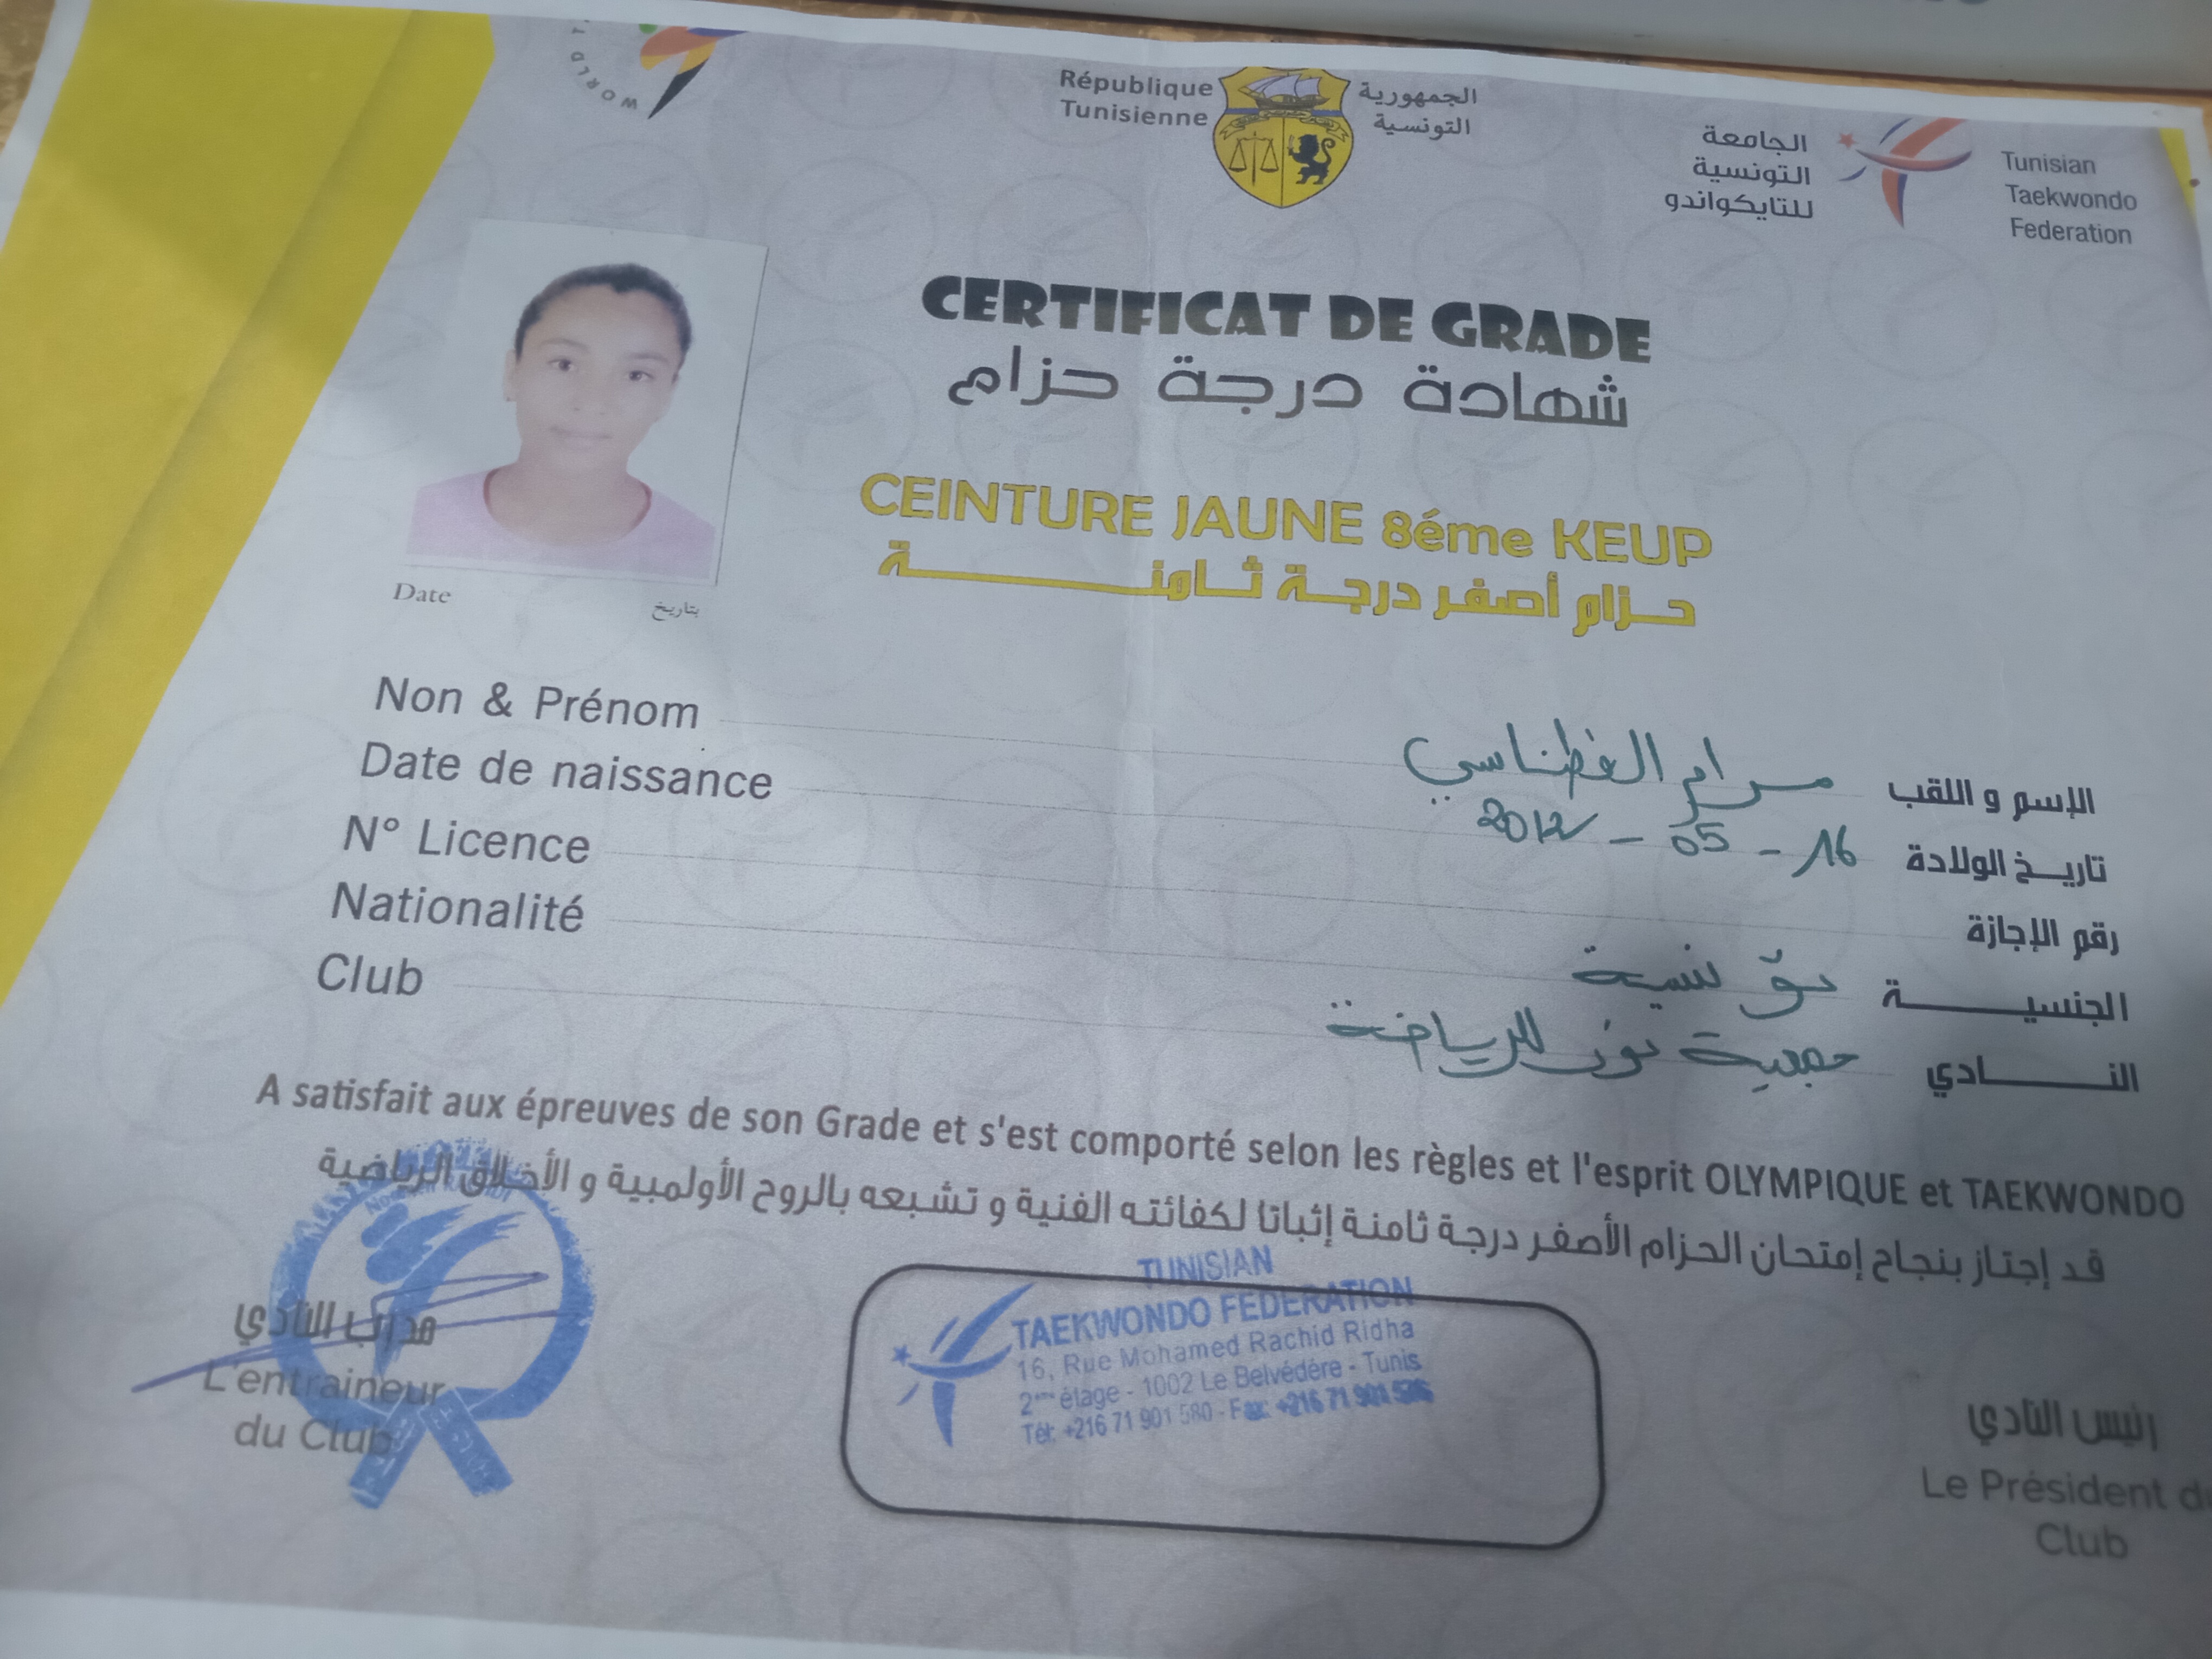 WORLD T
République
Tunisienne
الجمهورية
التونسية
الجامعة
التونسية
للتايكواندو
Tunisian
Taekwondo
Federation
CERTIFICAT DE GRADE
شهادة درجة حزام
CEINTURE JAUNE 8éme KEUP
حزام أصفر درجة ثامنة
Date بتاريخ
Non & Prénom مرام الغطناسي الإسم و اللقب
Date de naissance 16 - 05 - 2012 تاريخ الولادة
N° Licence رقم الإجازة
Nationalité تونسية الجنسية
Club جمعية نور للرياضة النادي
A satisfait aux épreuves de son Grade et s'est comporté selon les règles et l'esprit OLYMPIQUE et TAEKWONDO
قد إجتاز بنجاح إمتحان الحزام الأصفر درجة ثامنة إثباتا لكفائته الفنية و تشبعه بالروح الأولمبية و الأخلاق الرياضية
مدرب النادي
L'entraineur
du Club
TUNISIAN
TAEKWONDO FEDERATION
16, Rue Mohamed Rachid Ridha
2ème étage - 1002 Le Belvédère - Tunis
Tél: +216 71 901 580 - Fax: +216 71 901
رئيس النادي
Le Président du
Club